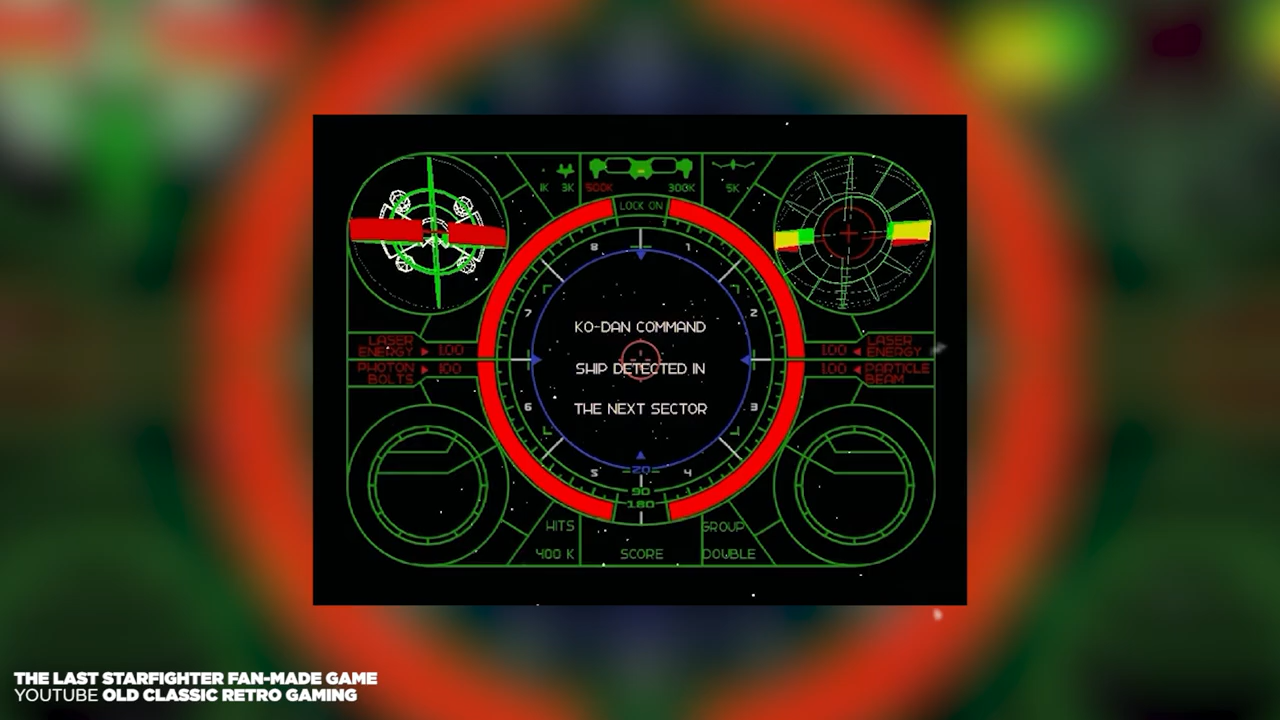 1K 3K 500K 300K 5K
LOCK ON
8 1
7 2
KO-DAN COMMAND
LASER ENERGY 100
100 LASER ENERGY
SHIP DETECTED IN
PHOTON BOLTS 100
100 PARTICLE BEAM
6 3
THE NEXT SECTOR
5 4
20
90
180
HITS
GROUP
400 K
SCORE
DOUBLE
THE LAST STARFIGHTER FAN-MADE GAME
YOUTUBE OLD CLASSIC RETRO GAMING